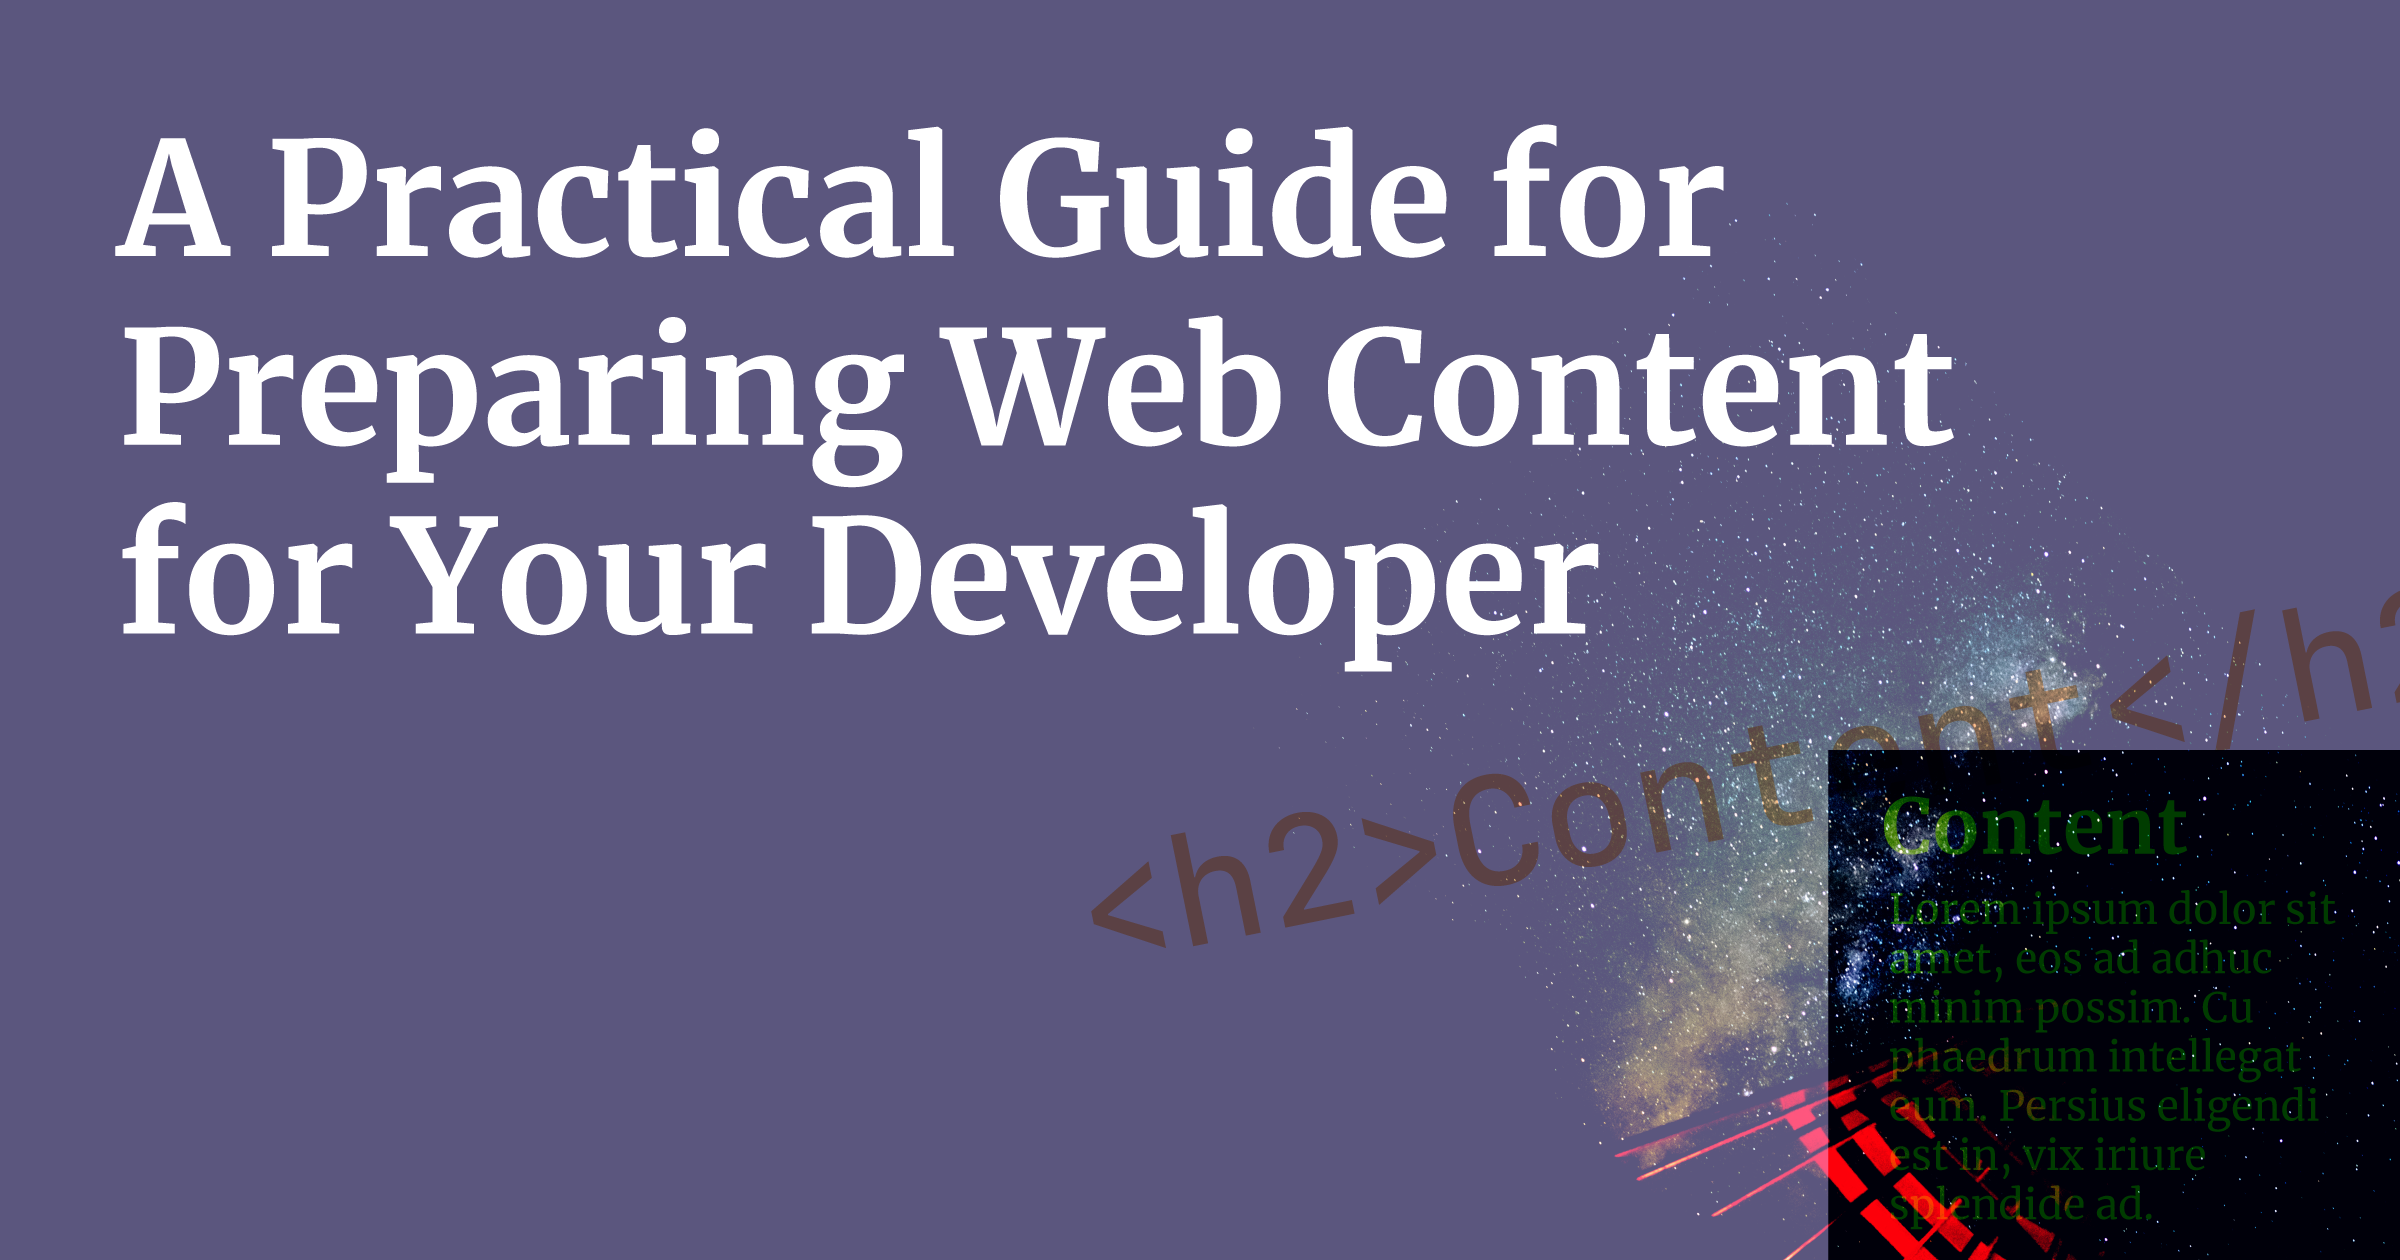 A Practical Guide for
Preparing Web Content
for Your Developer
<h2>Content</h2
Content
Lorem ipsum dolor sit
amet, eos ad adhuc
minim possim. Cu
phaedrum intellegat
eum. Persius eligendi
est in, vix iriure
splendide ad.